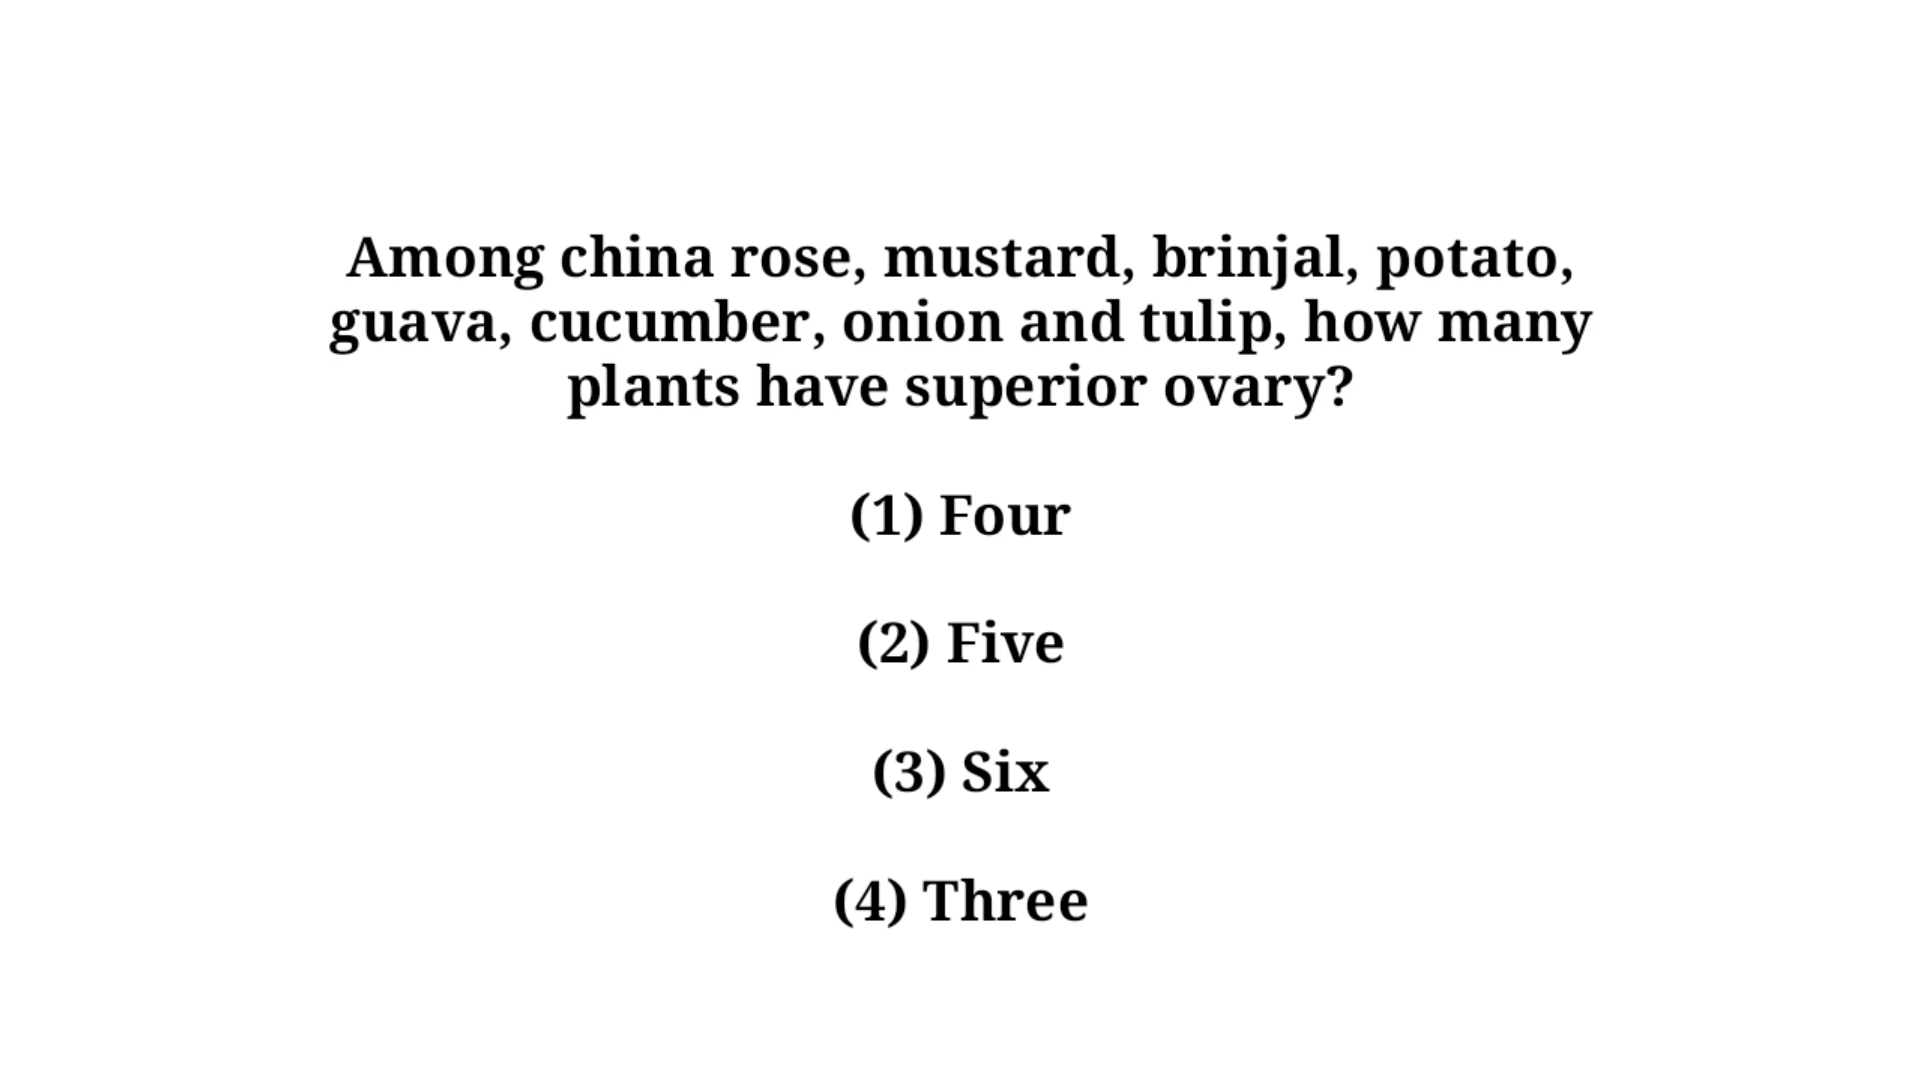 Among china rose, mustard, brinjal, potato,
guava, cucumber, onion and tulip, how many
plants have superior ovary?
(1) Four
(2) Five
(3) Six
(4) Three